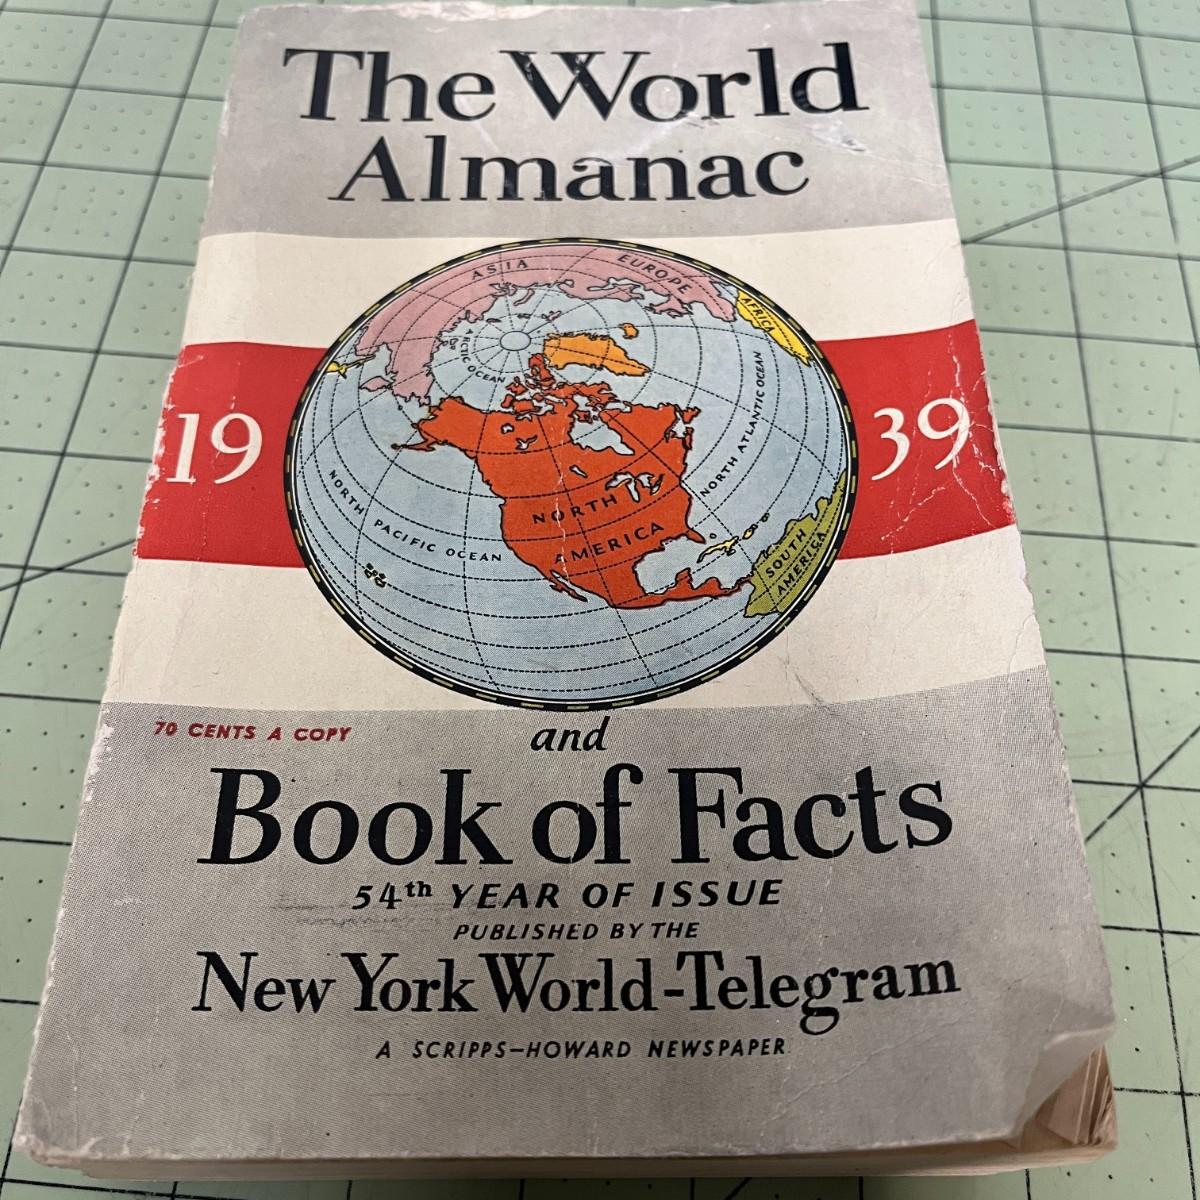 The World
Almanac
ASIA
EUROPE
AFRICA
ARCTIC OCEAN
NORTH ATLANTIC OCEAN
19
39
NORTH
AMERICA
NORTH PACIFIC OCEAN
SOUTH
AMERICA
70 CENTS A COPY
and
Book of Facts
54th YEAR OF ISSUE
PUBLISHED BY THE
New York World-Telegram
A SCRIPPS-HOWARD NEWSPAPER